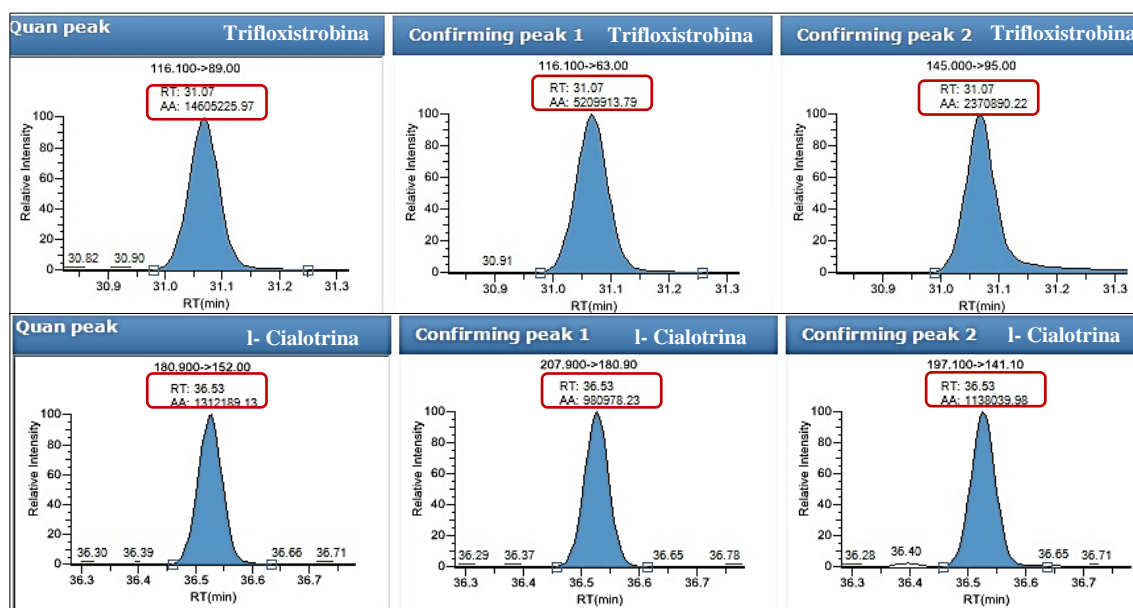 Quan peak Trifloxistrobina
116.100->89.00
RT: 31.07
AA: 14605225.97
Relative Intensity
100
80
60
40
20
0
30.82 30.90
30.9 31.0 31.1 31.2 31.3
RT(min)
Confirming peak 1 Trifloxistrobina
116.100->63.00
RT: 31.07
AA: 5209913.79
Relative Intensity
100
80
60
40
20
0
30.91
30.9 31.0 31.1 31.2 31.3
RT(min)
Confirming peak 2 Trifloxistrobina
145.000->95.00
RT: 31.07
AA: 2370890.22
Relative Intensity
100
80
60
40
20
0
30.9 31.0 31.1 31.2 31.3
RT(min)
Quan peak l- Cialotrina
180.900->152.00
RT: 36.53
AA: 1312189.13
Relative Intensity
100
80
60
40
20
0
36.30 36.39 36.66 36.71
36.3 36.4 36.5 36.6 36.7
RT(min)
Confirming peak 1 l- Cialotrina
207.900->180.90
RT: 36.53
AA: 980978.23
Relative Intensity
100
80
60
40
20
0
36.29 36.37 36.65 36.78
36.3 36.4 36.5 36.6 36.7
RT(min)
Confirming peak 2 l- Cialotrina
197.100->141.10
RT: 36.53
AA: 1138039.98
Relative Intensity
100
80
60
40
20
0
36.28 36.40 36.65 36.71
36.3 36.4 36.5 36.6 36.7
RT(min)